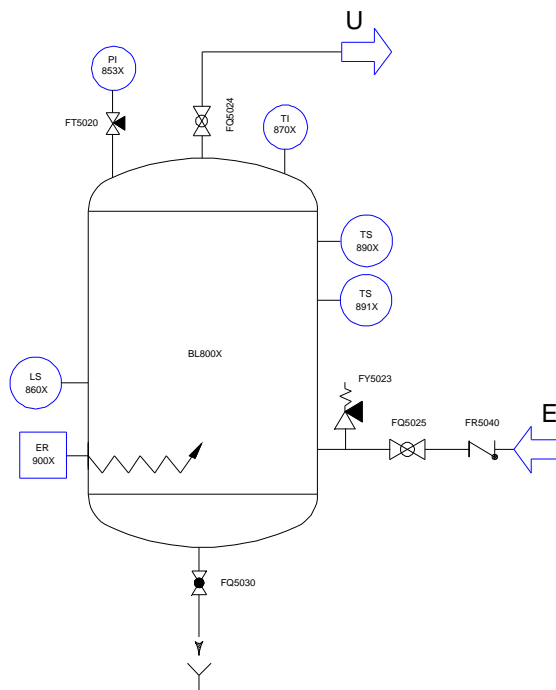 U
PI
853X
FQ5024
TI
870X
FT5020
TS
890X
TS
891X
BL800X
LS
860X
FY5023
E
FQ5025
FR5040
ER
900X
FQ5030